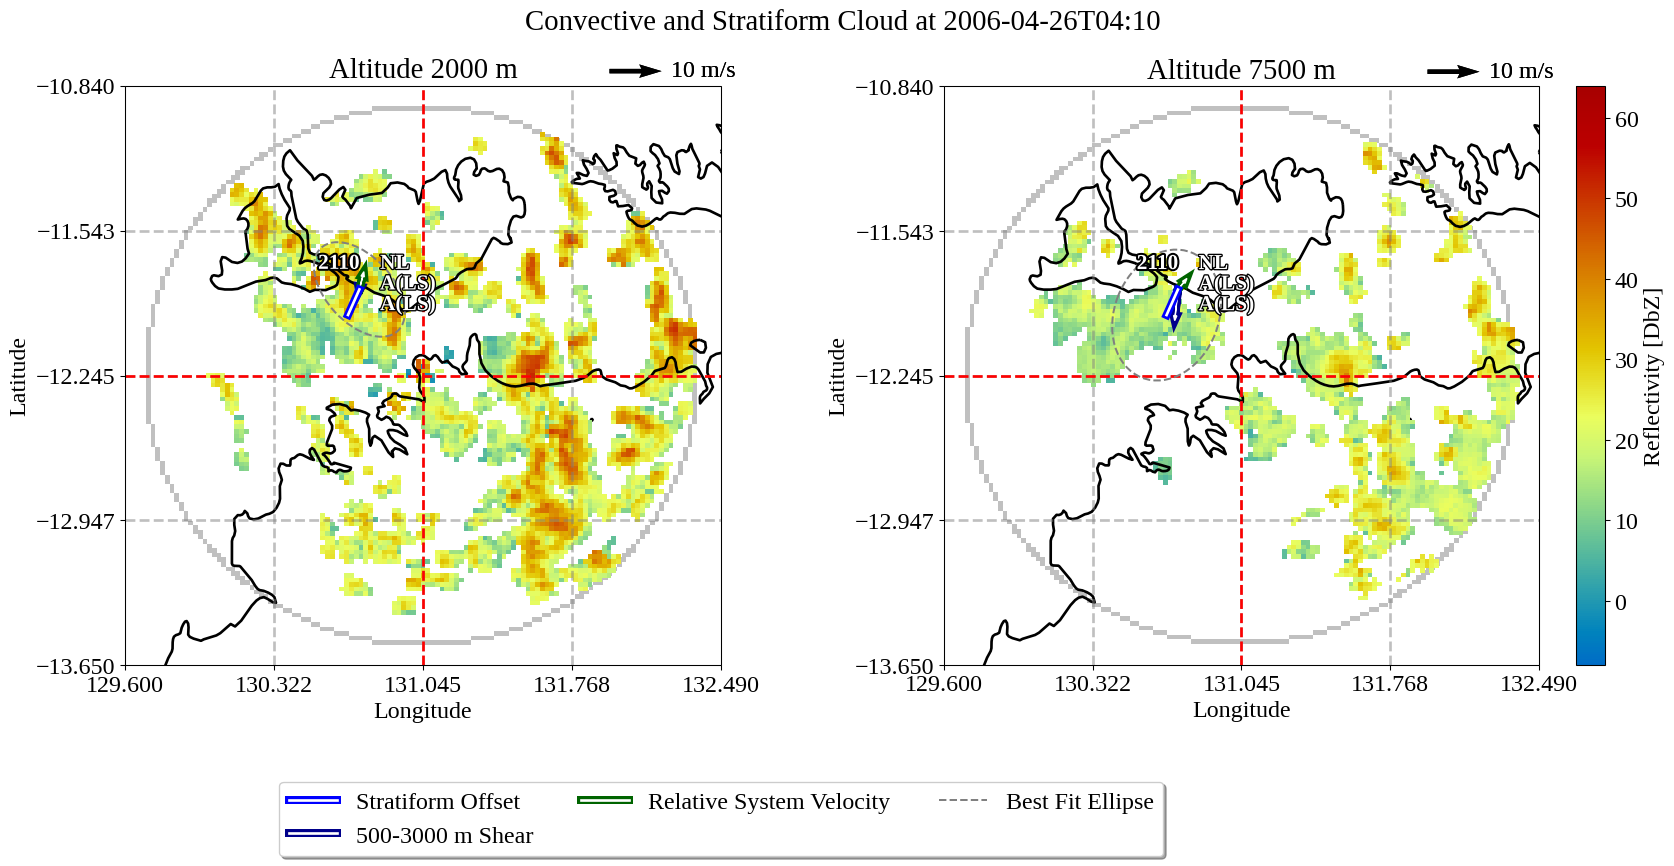 Convective and Stratiform Cloud at 2006-04-26T04:10
Altitude 2000 m
10 m/s
Altitude 7500 m
10 m/s
−10.840
−11.543
−12.245
−12.947
−13.650
129.600
130.322
131.045
131.768
132.490
Latitude
Longitude
2110
NL
A(LS)
A(LS)
−10.840
−11.543
−12.245
−12.947
−13.650
129.600
130.322
131.045
131.768
132.490
Latitude
Longitude
2110
NL
A(LS)
A(LS)
60
50
40
30
20
10
0
Reflectivity [DbZ]
Stratiform Offset
500-3000 m Shear
Relative System Velocity
Best Fit Ellipse